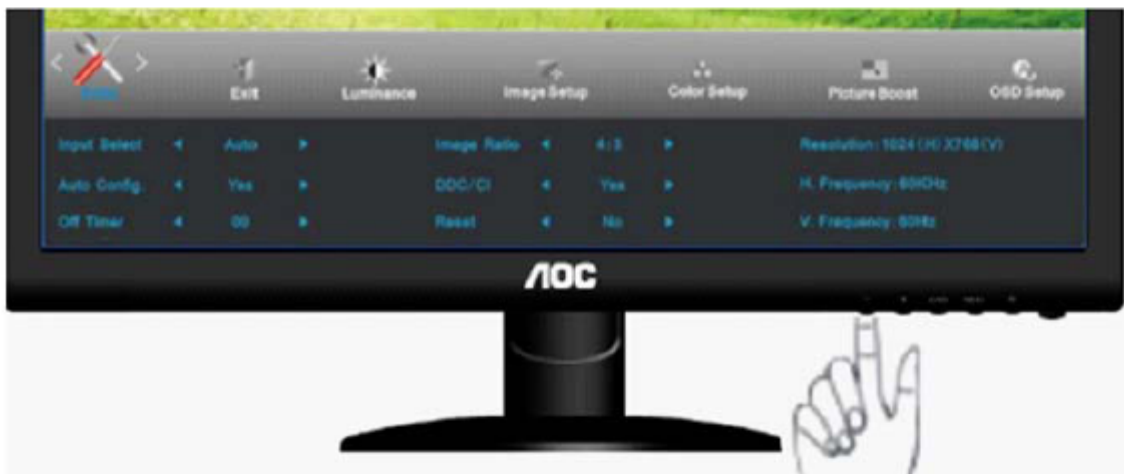 Extra Exit Luminance Image Setup Color Setup Picture Boost OSD Setup
Input Select Auto Image Ratio 4:3 Resolution: 1024 (H) X768 (V)
Auto Config. Yes DDC/CI Yes H. Frequency: 60KHz
Off Timer 00 Reset No V. Frequency: 60Hz
AOC